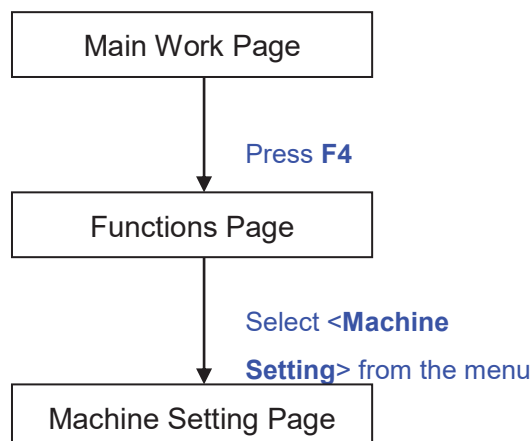 Main Work Page
Press F4
Functions Page
Select <Machine
Setting> from the menu
Machine Setting Page